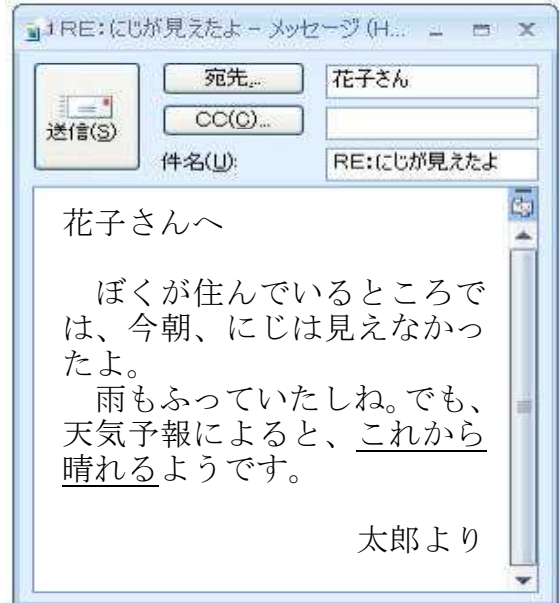 RE:にじが見えたよ - メッセージ (H...
宛先...
花子さん
送信(S)
CC(C)...
件名(U):
RE:にじが見えたよ
花子さんへ
ぼくが住んでいるところで
は、今朝、にじは見えなかっ
たよ。
雨もふっていたしね。でも、
天気予報によると、これから
晴れるようです。
太郎より